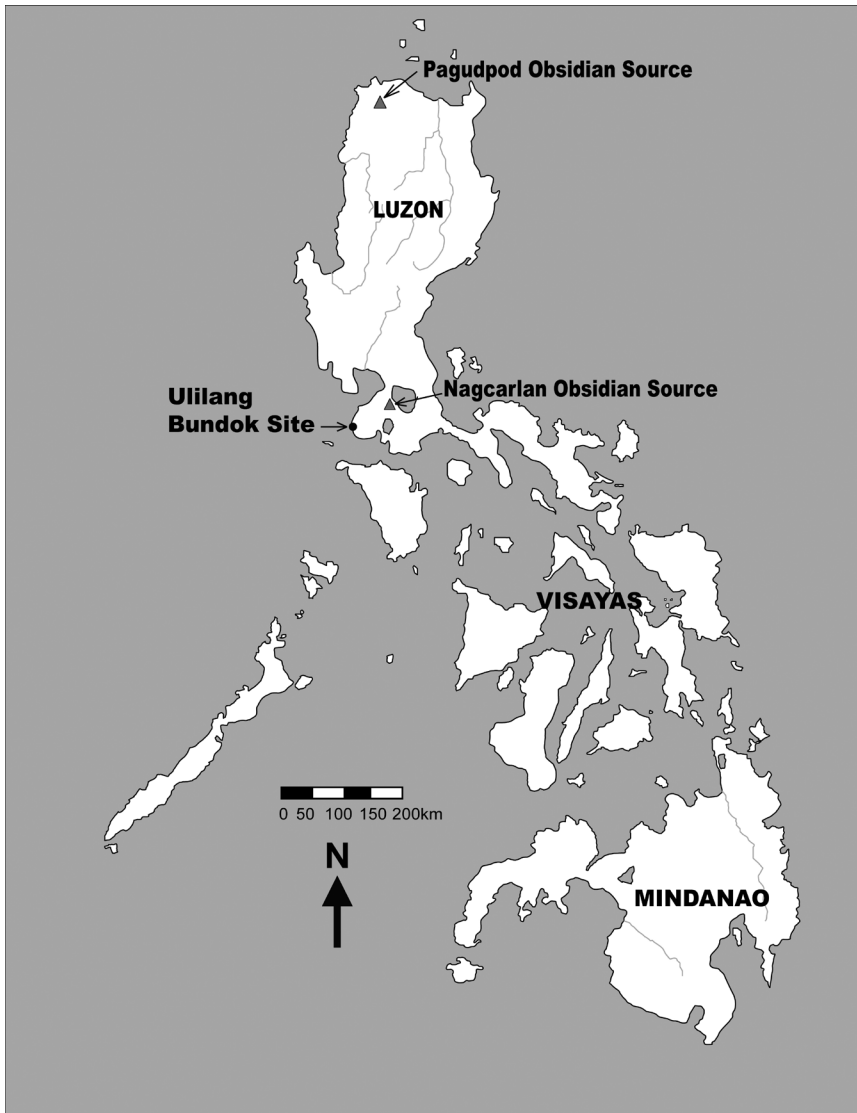 Pagudpod Obsidian Source
LUZON
Nagcarlan Obsidian Source
Ulilang
Bundok Site
VISAYAS
0 50 100 150 200km
N
MINDANAO